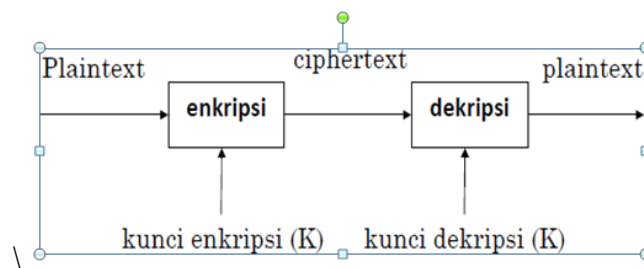 Plaintext
ciphertext
plaintext
enkripsi
dekripsi
kunci enkripsi (K)
kunci dekripsi (K)
\